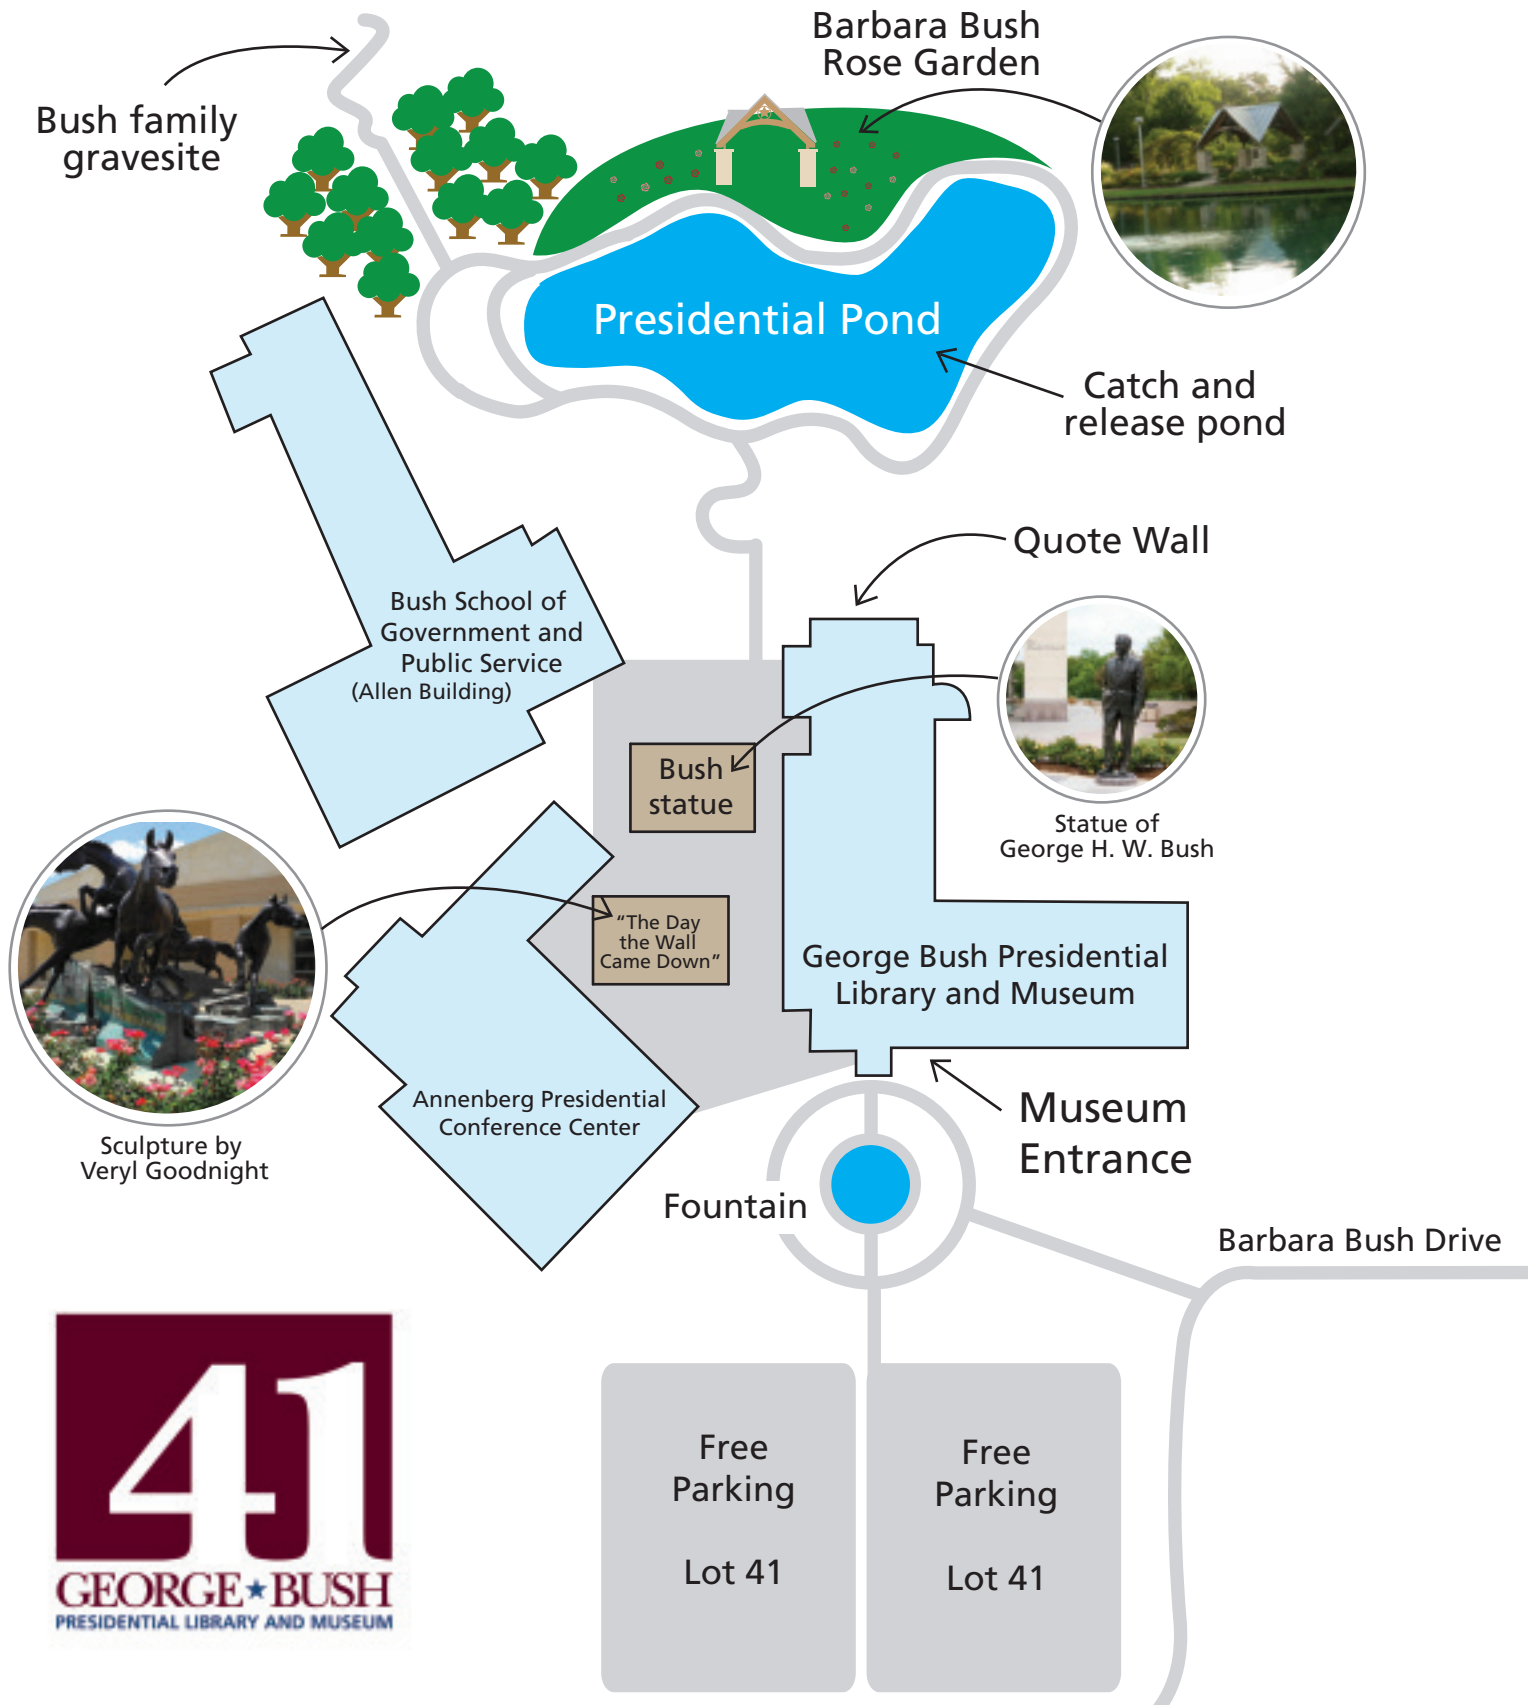 Barbara Bush
Rose Garden
Bush family
gravesite
Presidential Pond
Catch and
release pond
Quote Wall
Bush School of
Government and
Public Service
(Allen Building)
Bush
statue
Statue of
George H. W. Bush
“The Day
the Wall
Came Down”
George Bush Presidential
Library and Museum
Annenberg Presidential
Conference Center
Sculpture by
Veryl Goodnight
Museum
Entrance
Fountain
Barbara Bush Drive
41
GEORGE★BUSH
PRESIDENTIAL LIBRARY AND MUSEUM
Free
Parking
Lot 41
Free
Parking
Lot 41